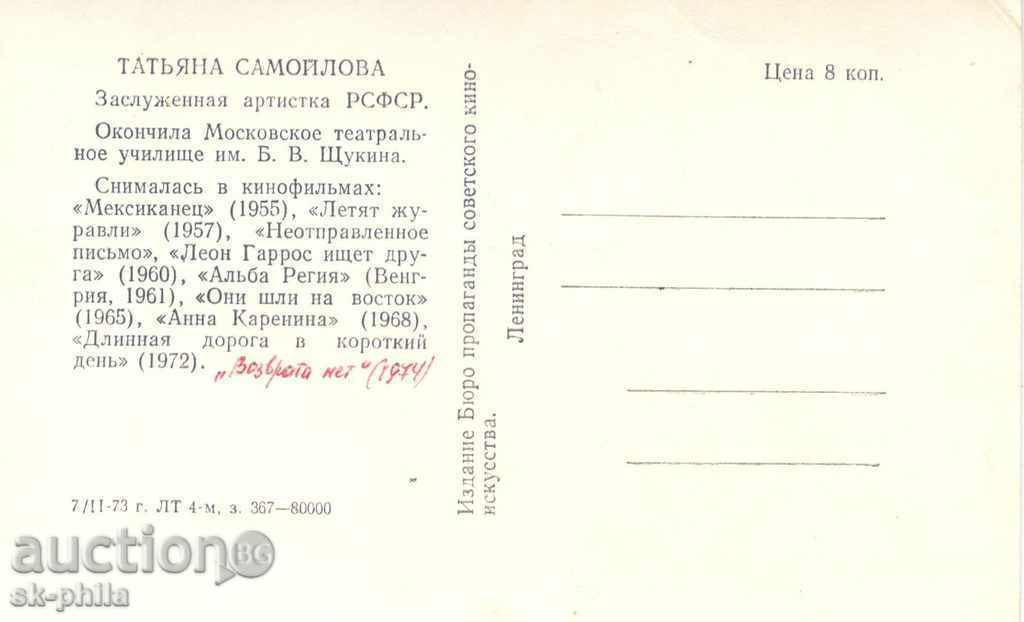 ТАТЬЯНА САМОЙЛОВА
Заслуженная артистка РСФСР.
Окончила Московское театраль-
ное училище им. Б. В. Щукина.
Снималась в кинофильмах:
«Мексиканец» (1955), «Летят жу-
равли» (1957), «Неотправленное
письмо», «Леон Гаррос ищет дру-
га» (1960), «Альба Регия» (Венг-
рия, 1961), «Они шли на восток»
(1965), «Анна Каренина» (1968),
«Длинная дорога в короткий
день» (1972). „Возврата нет“ (1974)
7/II-73 г. ЛТ 4-м, з. 367—80000
Издание Бюро пропаганды советского кино-
искусства.
Ленинград
Цена 8 коп.
auction BG
sk-phila